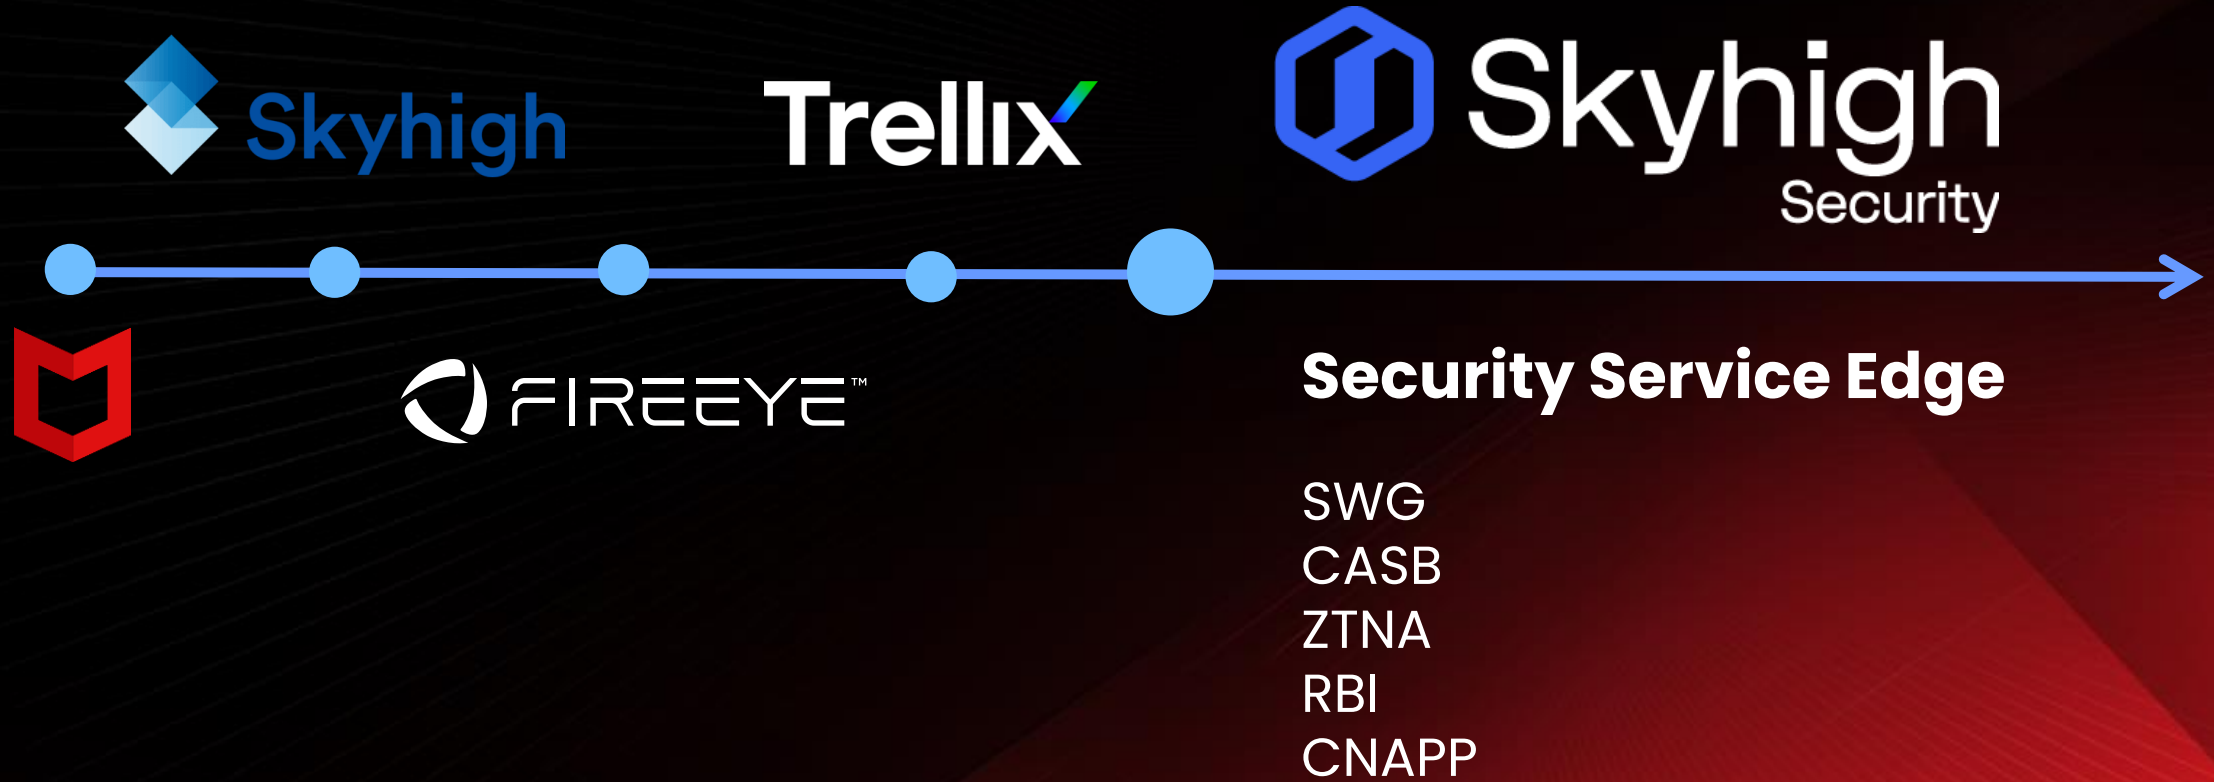 Skyhigh
Trellix
Skyhigh
Security
FIREEYE™
Security Service Edge
SWG
CASB
ZTNA
RBI
CNAPP